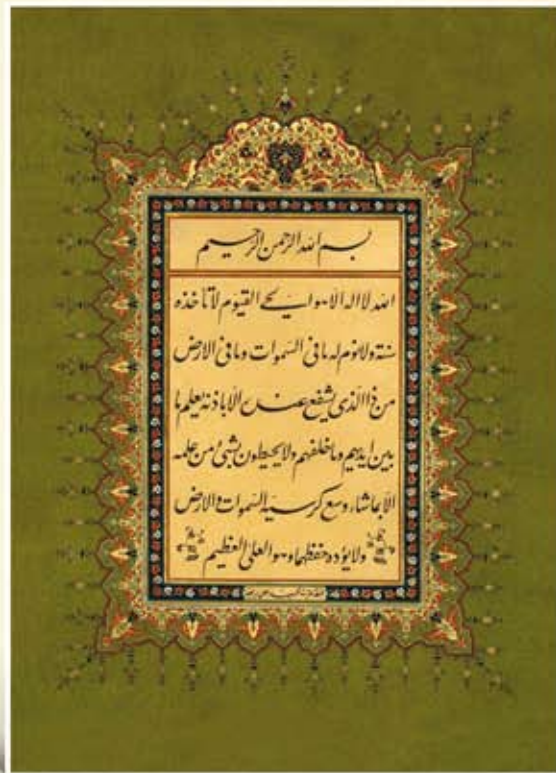 بسم الله الرحمن الرحيم
الله لا اله الا هو الحي القيوم لا تأخذه
سنة ولا نوم له ما فى السموات وما فى الارض
من ذا الذى يشفع عنده الا باذنه يعلم ما
بين ايديهم وما خلفهم ولا يحيطون بشئ من علمه
الا بما شاء وسع كرسيه السموات والارض
ولا يؤده حفظهما وهو العلى العظيم